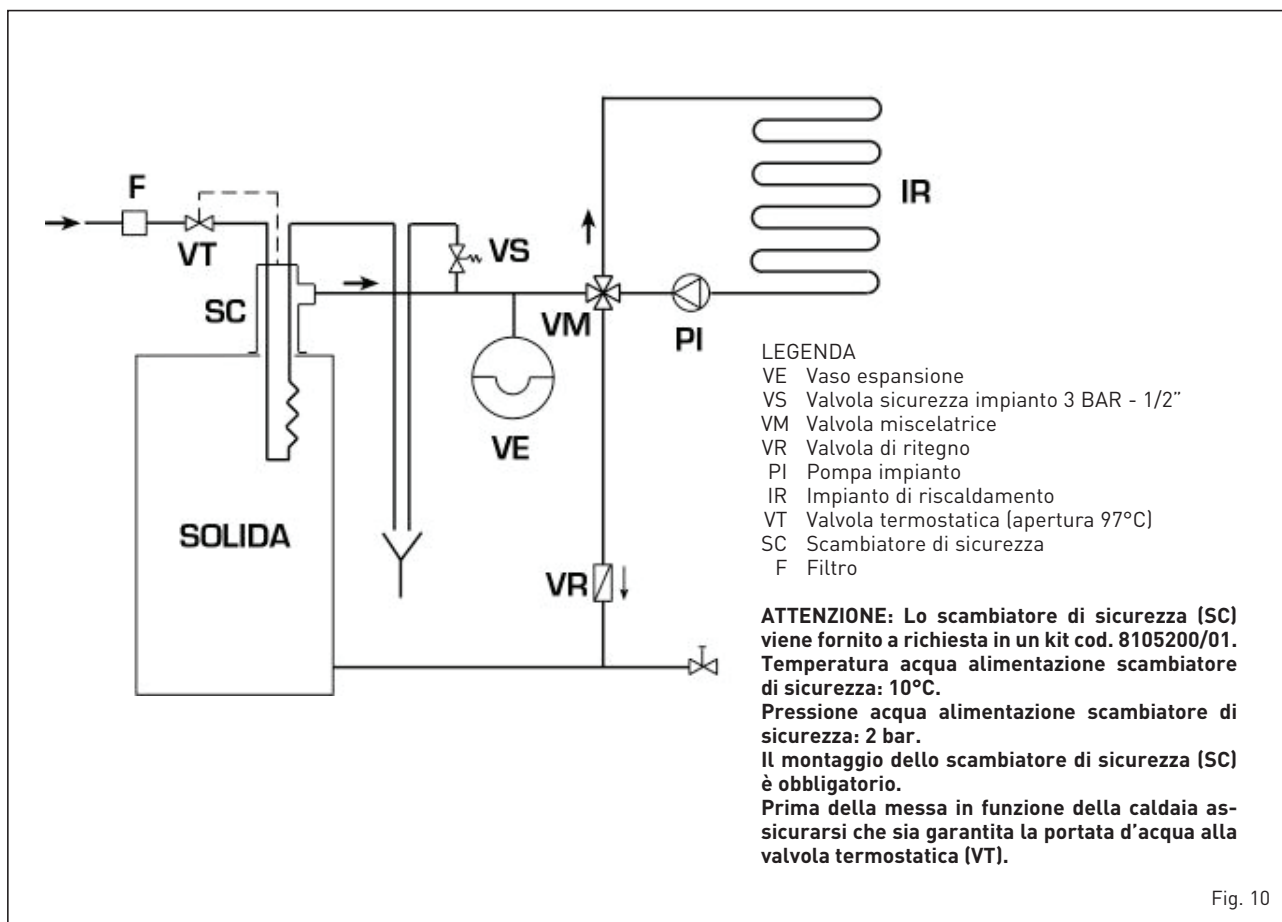 F
VT
SC
VS
VM
PI
IR
VE
SOLIDA
VR
LEGENDA
VE Vaso espansione
VS Valvola sicurezza impianto 3 BAR - 1/2”
VM Valvola miscelatrice
VR Valvola di ritegno
PI Pompa impianto
IR Impianto di riscaldamento
VT Valvola termostatica (apertura 97°C)
SC Scambiatore di sicurezza
F Filtro
ATTENZIONE: Lo scambiatore di sicurezza (SC)
viene fornito a richiesta in un kit cod. 8105200/01.
Temperatura acqua alimentazione scambiatore
di sicurezza: 10°C.
Pressione acqua alimentazione scambiatore di
sicurezza: 2 bar.
Il montaggio dello scambiatore di sicurezza (SC)
è obbligatorio.
Prima della messa in funzione della caldaia as-
sicurarsi che sia garantita la portata d’acqua alla
valvola termostatica (VT).
Fig. 10